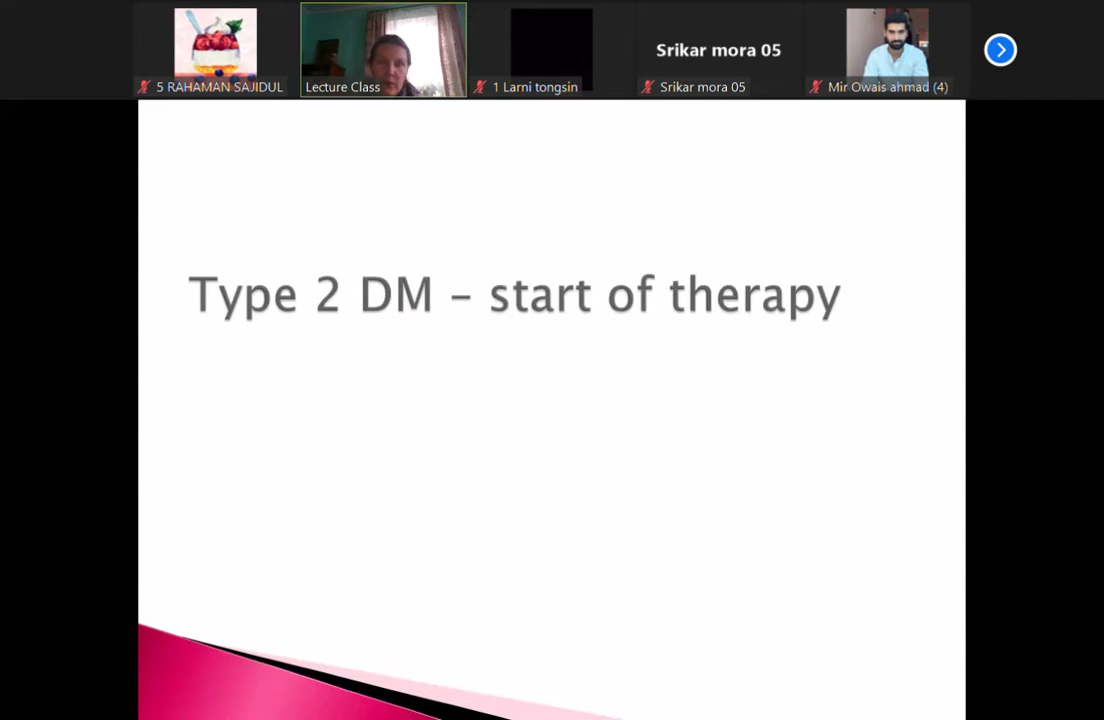 Srikar mora 05
5 RAHAMAN SAJIDUL
Lecture Class
1 Larni tongsin
Srikar mora 05
Mir Owais ahmad (4)
Type 2 DM – start of therapy